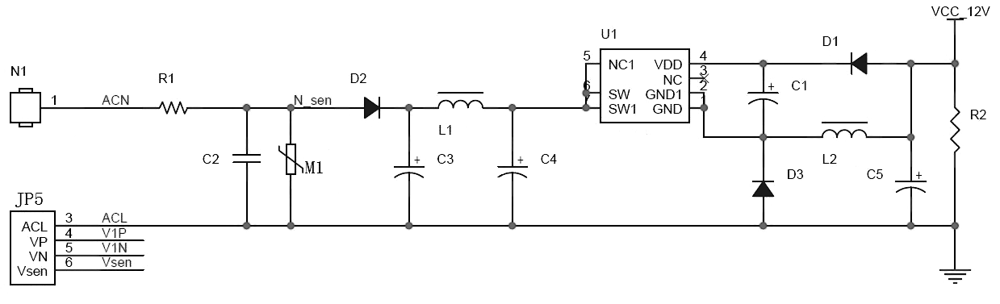 VCC_12V
U1
D1
N1
R1
D2
5
4
NC1
VDD
3
C1
NC
1
ACN
N_sen
6
SW
GND1
2
SW1
GND
R2
L1
C2
M1
C3
C4
L2
D3
C5
+
+
+
+
JP5
3
ACL
ACL
4
V1P
VP
5
V1N
VN
6
Vsen
Vsen